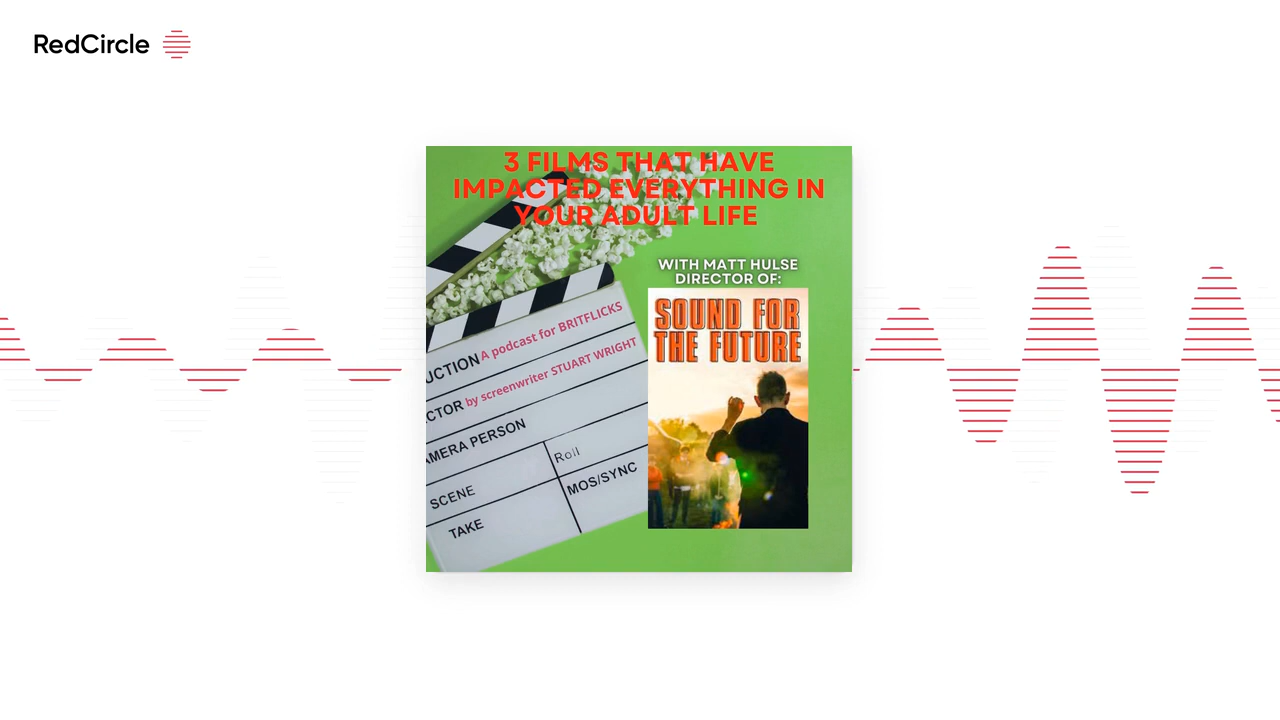 RedCircle
3 FILMS THAT HAVE
IMPACTED EVERYTHING IN
YOUR ADULT LIFE
WITH MATT HULSE
DIRECTOR OF:
SOUND FOR
THE FUTURE
UCTION A podcast for BRITFLICKS
CTOR by screenwriter STUART WRIGHT
AMERA PERSON
Roll
SCENE
MOS/SYNC
TAKE